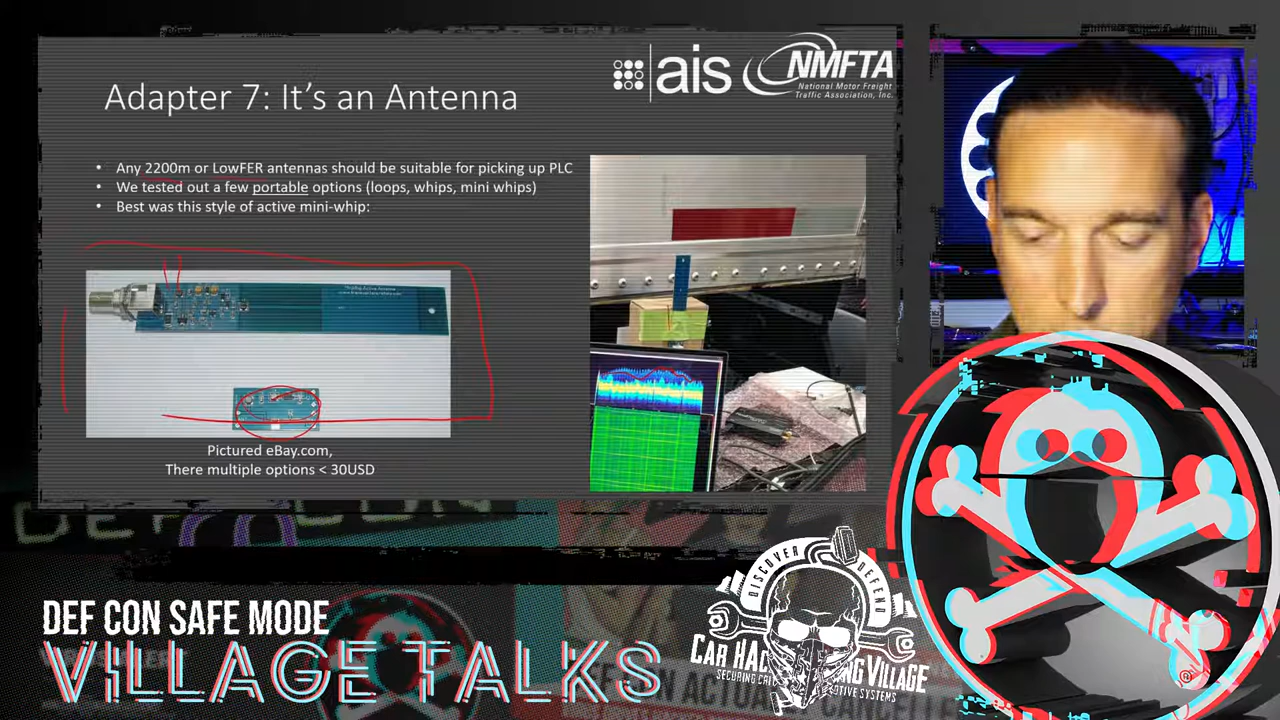 Adapter 7: It's an Antenna
ais
NMFTA
National Motor Freight
Traffic Association, Inc.
• Any 2200m or LowFER antennas should be suitable for picking up PLC
• We tested out a few portable options (loops, whips, mini whips)
• Best was this style of active mini-whip:
Pictured eBay.com,
There multiple options < 30USD
DEF CON
DEF CON SAFE MODE
VILLAGE TALKS
DISCOVER
DEFEND
CAR HACKING VILLAGE